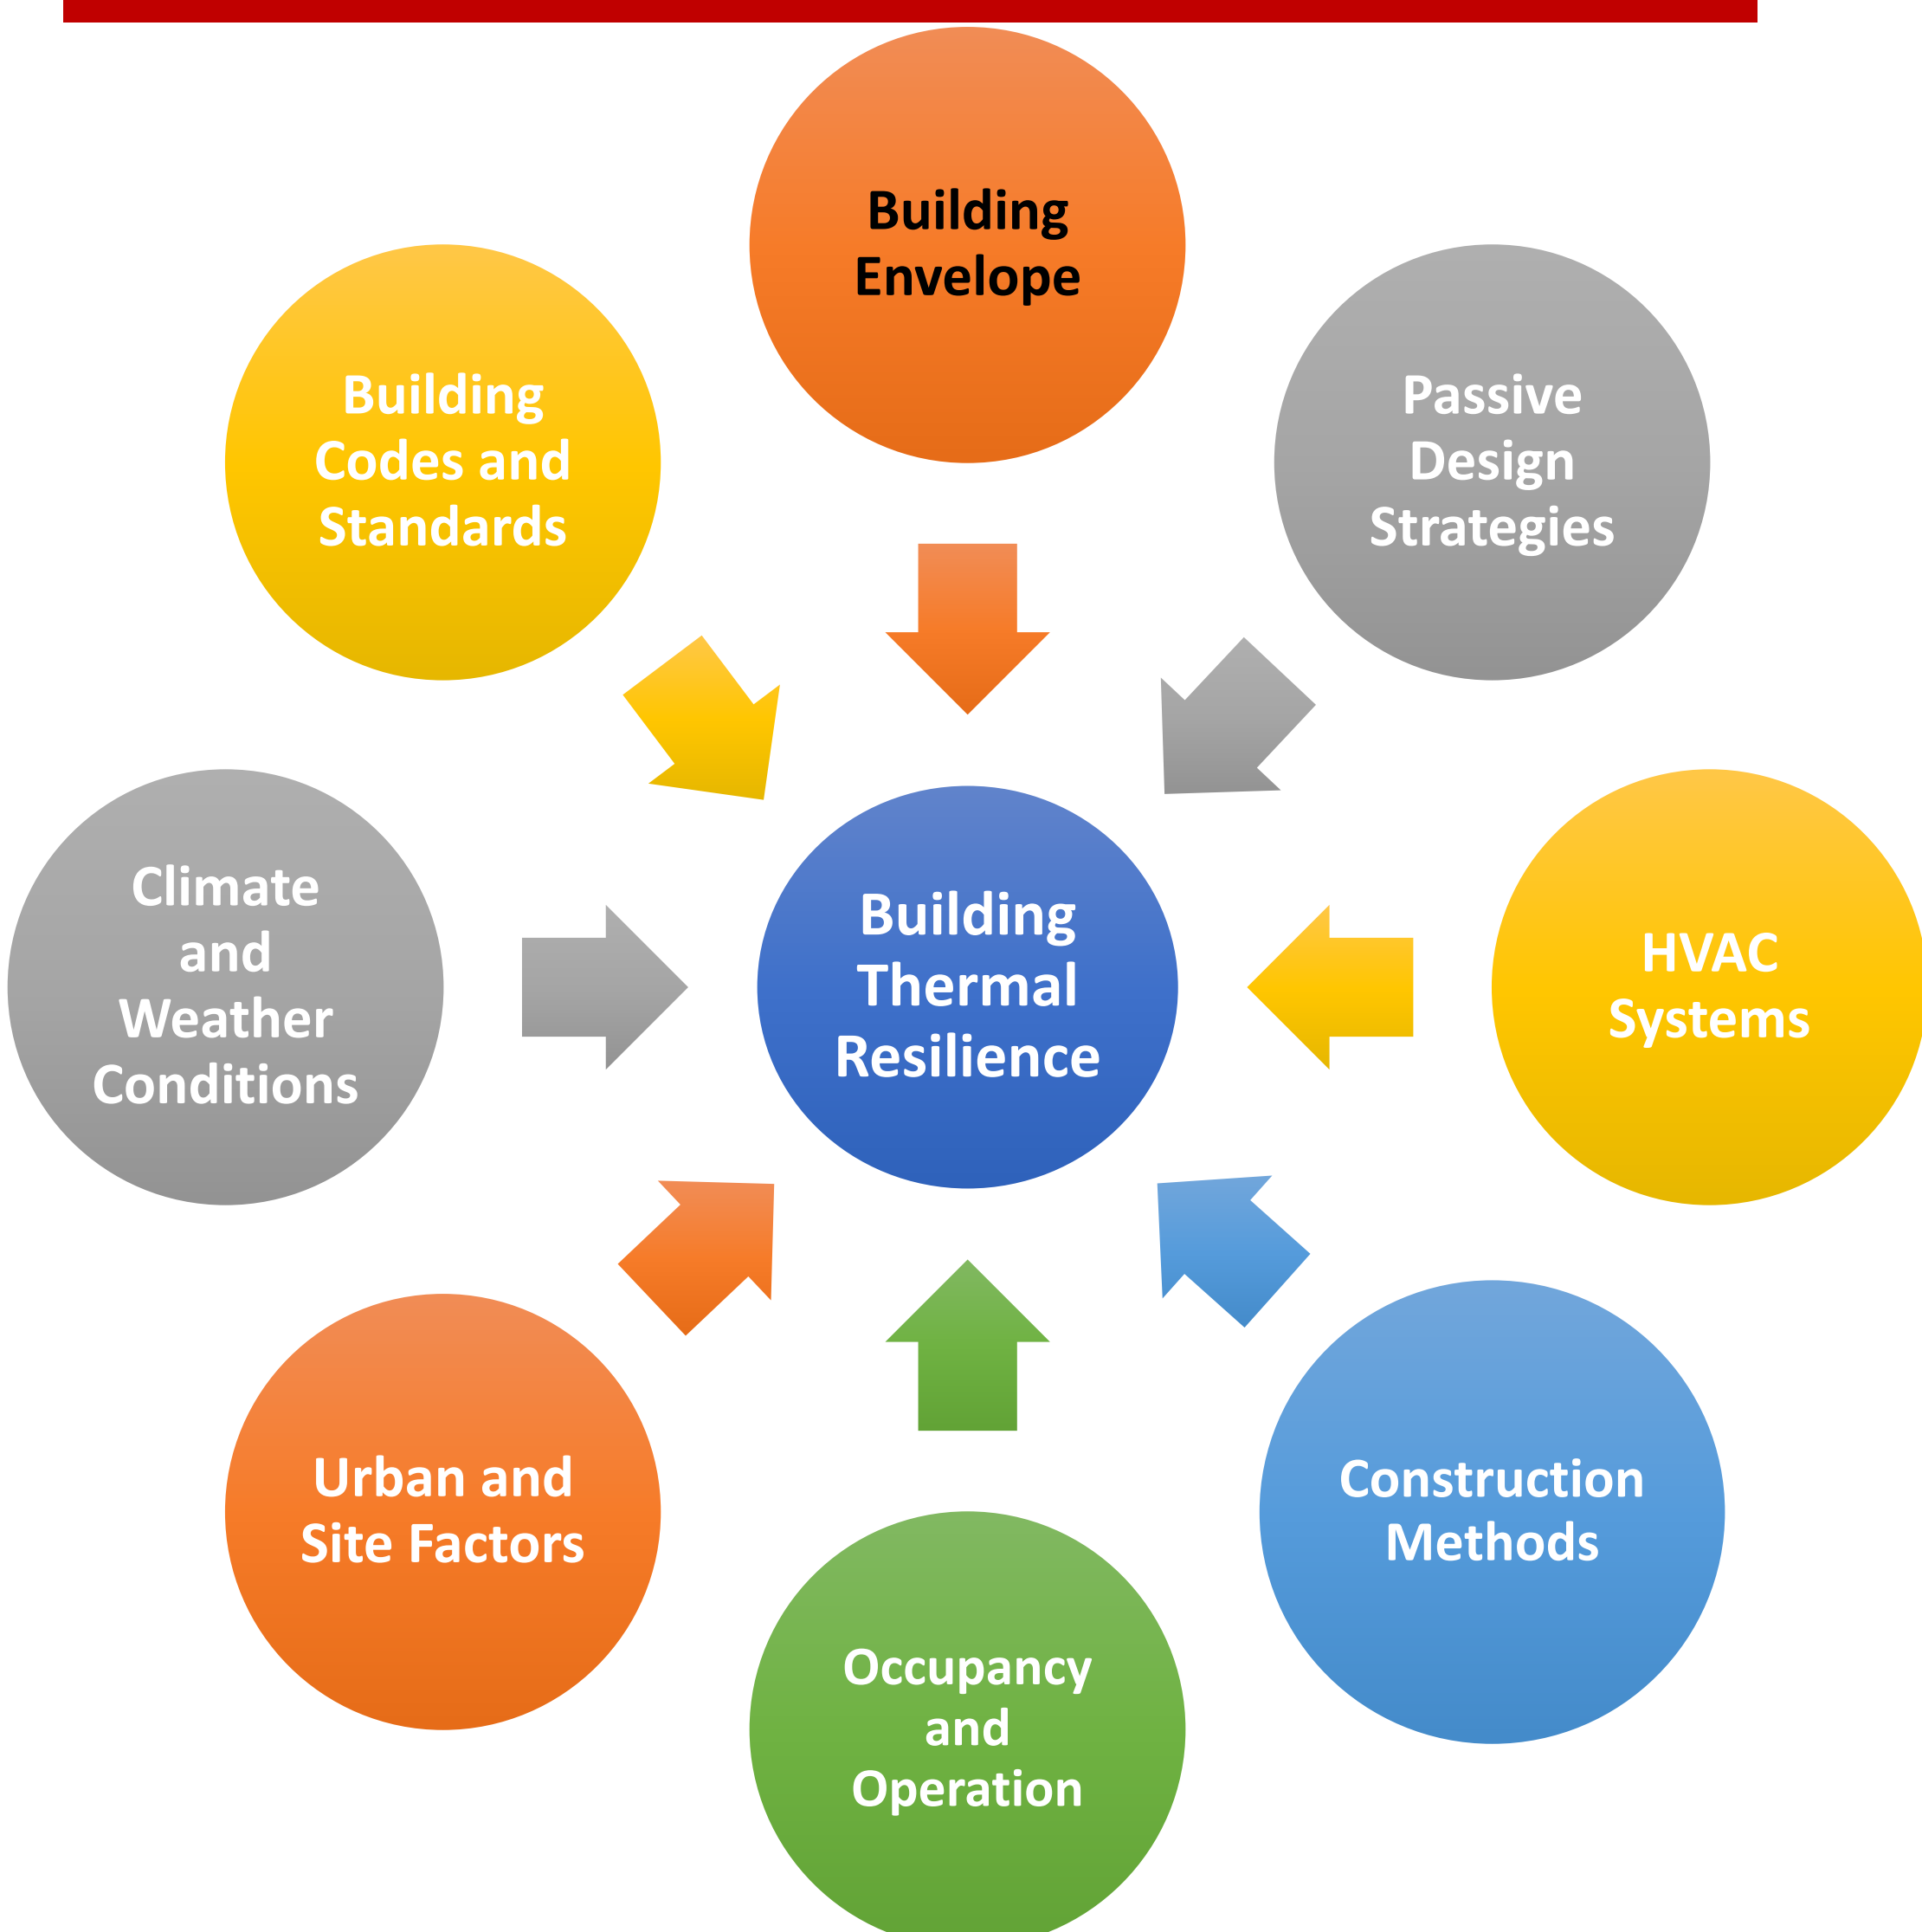 Building
Envelope
Passive
Design
Strategies
HVAC
Systems
Construction
Methods
Occupancy
and
Operation
Urban and
Site Factors
Climate
and
Weather
Conditions
Building
Codes and
Standards
Building
Thermal
Resilience